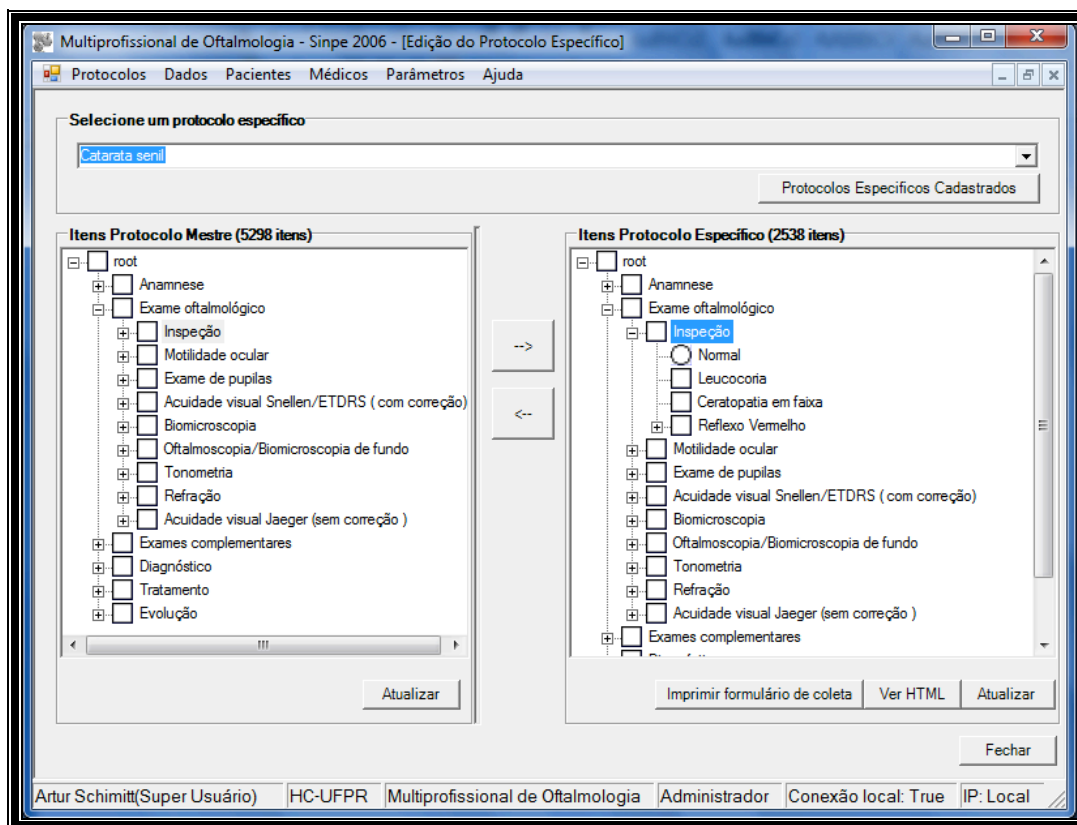 Multiprofissional de Oftalmologia - Sinpe 2006 - [Edição do Protocolo Específico]
Protocolos Dados Pacientes Médicos Parâmetros Ajuda
Selecione um protocolo específico
Catarata senil
Protocolos Especificos Cadastrados
Itens Protocolo Mestre (5298 itens)
root
Anamnese
Exame oftalmológico
Inspeção
Motilidade ocular
Exame de pupilas
Acuidade visual Snellen/ETDRS ( com correção)
Biomicroscopia
Oftalmoscopia/Biomicroscopia de fundo
Tonometria
Refração
Acuidade visual Jaeger (sem correção )
Exames complementares
Diagnóstico
Tratamento
Evolução
Atualizar
-->
<--
Itens Protocolo Específico (2538 itens)
root
Anamnese
Exame oftalmológico
Inspeção
Normal
Leucocoria
Ceratopatia em faixa
Reflexo Vermelho
Motilidade ocular
Exame de pupilas
Acuidade visual Snellen/ETDRS ( com correção)
Biomicroscopia
Oftalmoscopia/Biomicroscopia de fundo
Tonometria
Refração
Acuidade visual Jaeger (sem correção )
Exames complementares
Imprimir formulário de coleta Ver HTML Atualizar
Fechar
Artur Schimitt(Super Usuário) HC-UFPR Multiprofissional de Oftalmologia Administrador Conexão local: True IP: Local